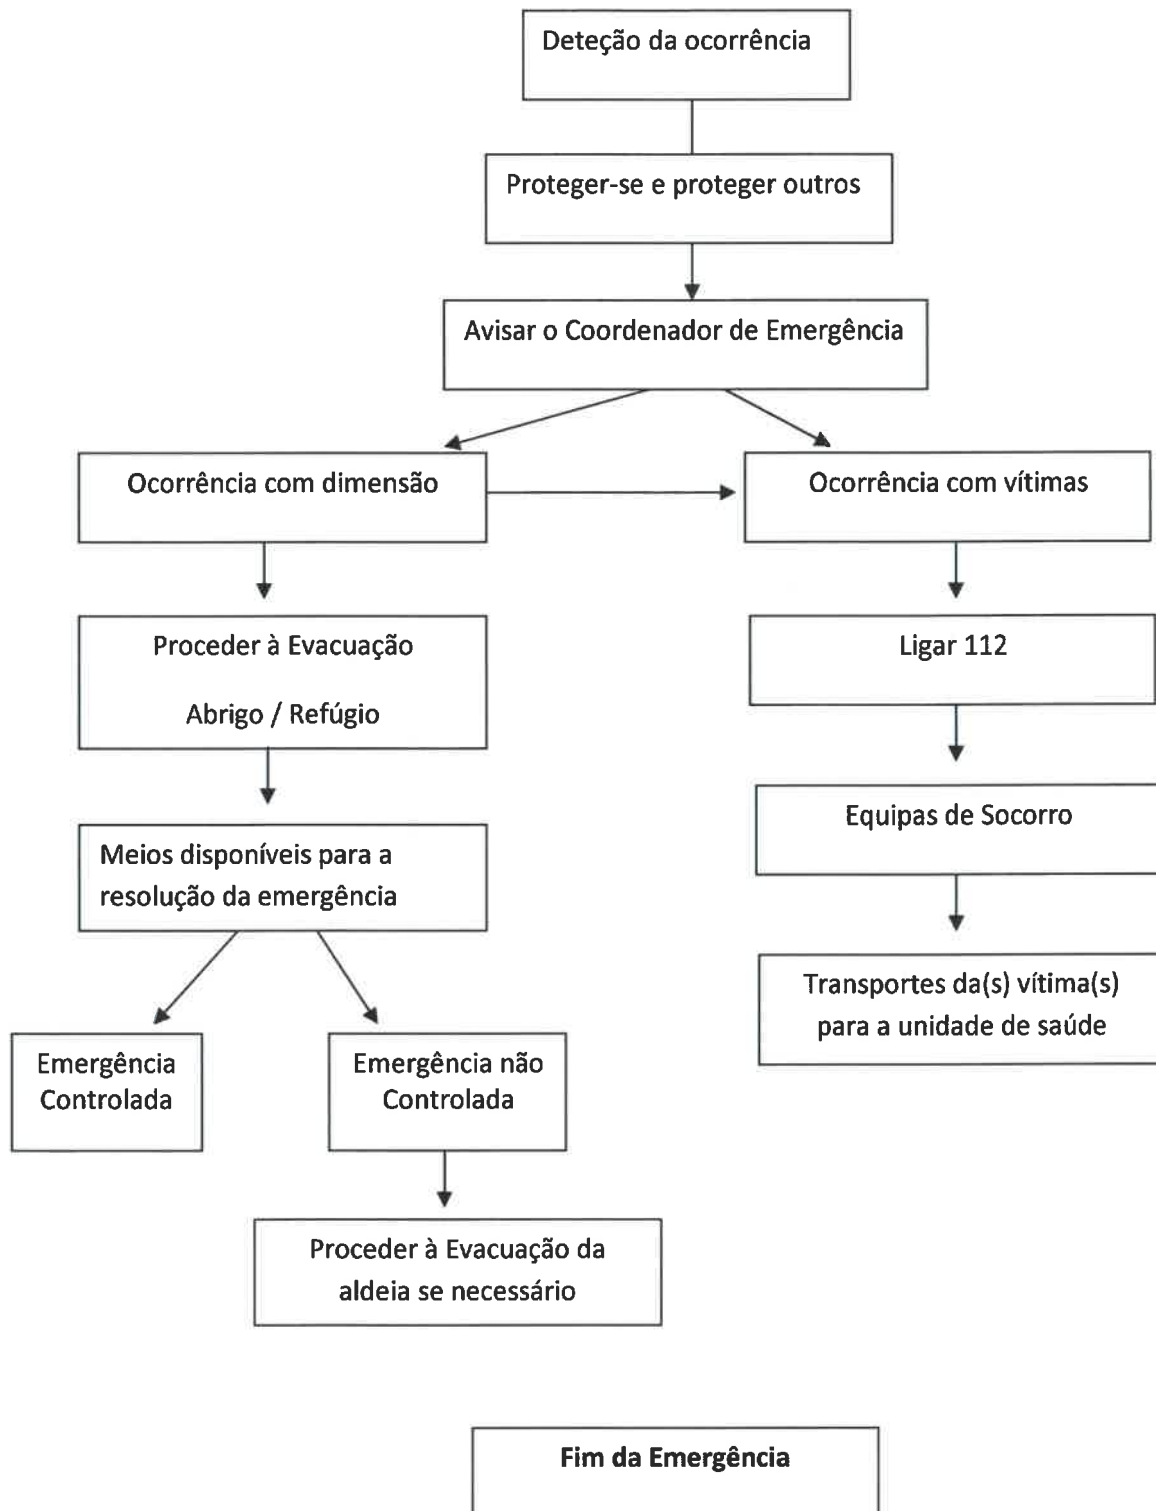 Deteção da ocorrência
Proteger-se e proteger outros
Avisar o Coordenador de Emergência
Ocorrência com dimensão
Ocorrência com vítimas
Proceder à Evacuação
Abrigo / Refúgio
Ligar 112
Meios disponíveis para a
resolução da emergência
Equipas de Socorro
Transportes da(s) vítima(s)
para a unidade de saúde
Emergência
Controlada
Emergência não
Controlada
Proceder à Evacuação da
aldeia se necessário
Fim da Emergência